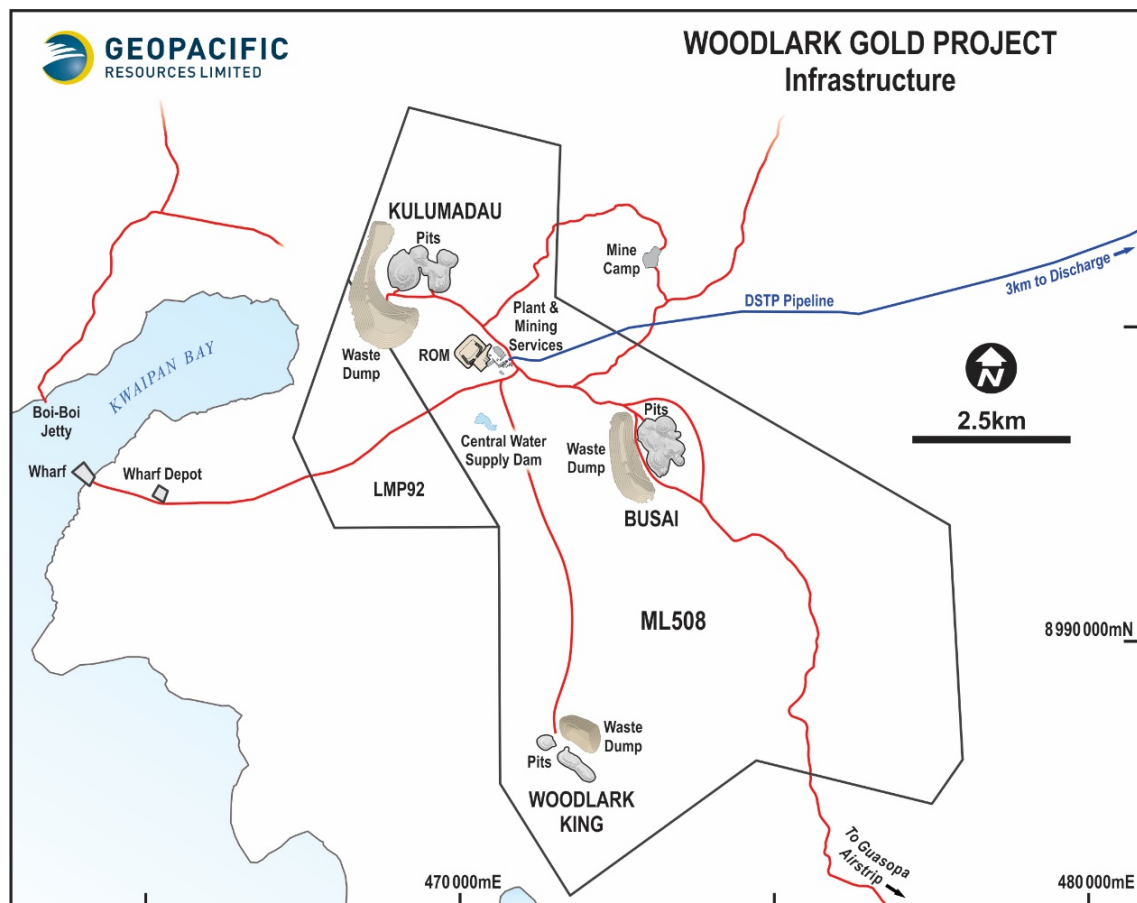 GEOPACIFIC
RESOURCES LIMITED
WOODLARK GOLD PROJECT
Infrastructure
KULUMADAU
Pits
Mine
Camp
3km to Discharge
DSTP Pipeline
Plant &
Mining
Services
ROM
Waste
Dump
KWAIPAN BAY
N
2.5km
Boi-Boi
Jetty
Pits
Central Water
Supply Dam
Waste
Dump
Wharf
Wharf Depot
LMP92
BUSAI
ML508
8 990 000mN
Waste
Dump
Pits
WOODLARK
KING
To Guasopa
Airstrip
470 000mE
480 000mE